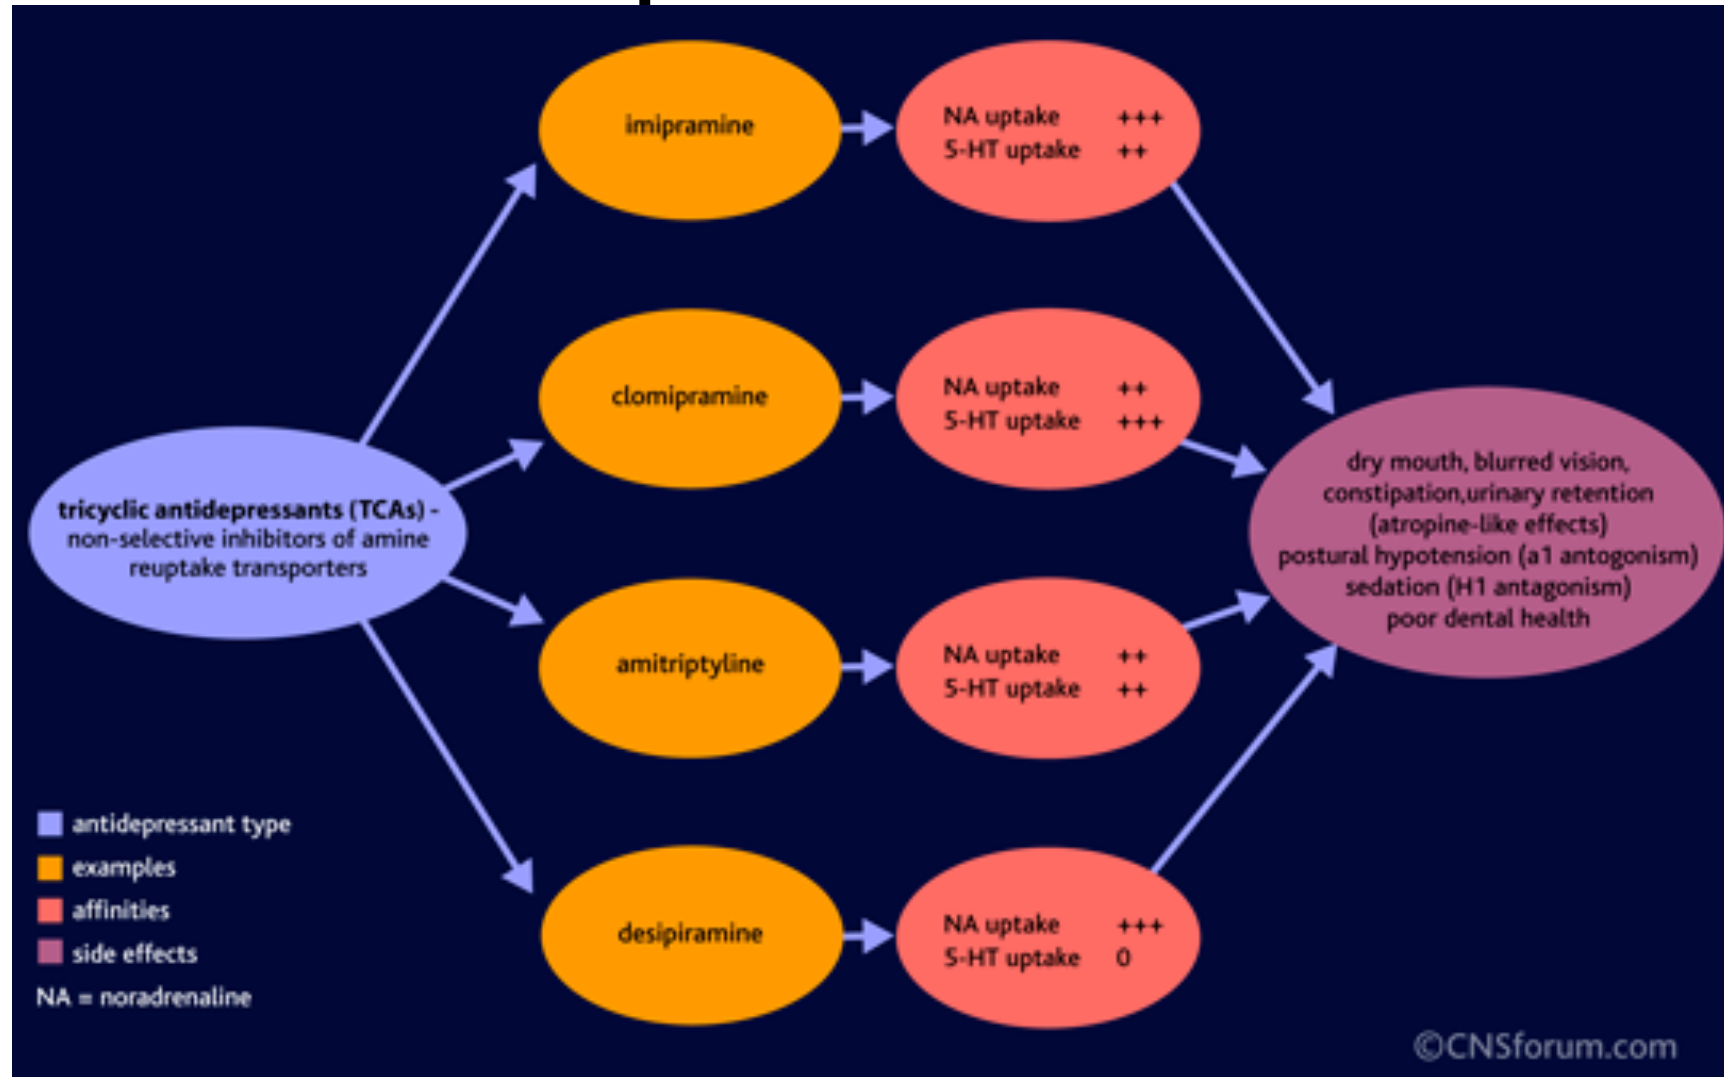 imipramine
NA uptake +++
5-HT uptake ++
clomipramine
NA uptake ++
5-HT uptake +++
tricyclic antidepressants (TCAs) -
non-selective inhibitors of amine
reuptake transporters
dry mouth, blurred vision,
constipation,urinary retention
(atropine-like effects)
postural hypotension (a1 antogonism)
sedation (H1 antagonism)
poor dental health
amitriptyline
NA uptake ++
5-HT uptake ++
desipiramine
NA uptake +++
5-HT uptake 0
antidepressant type
examples
affinities
side effects
NA = noradrenaline
©CNSforum.com